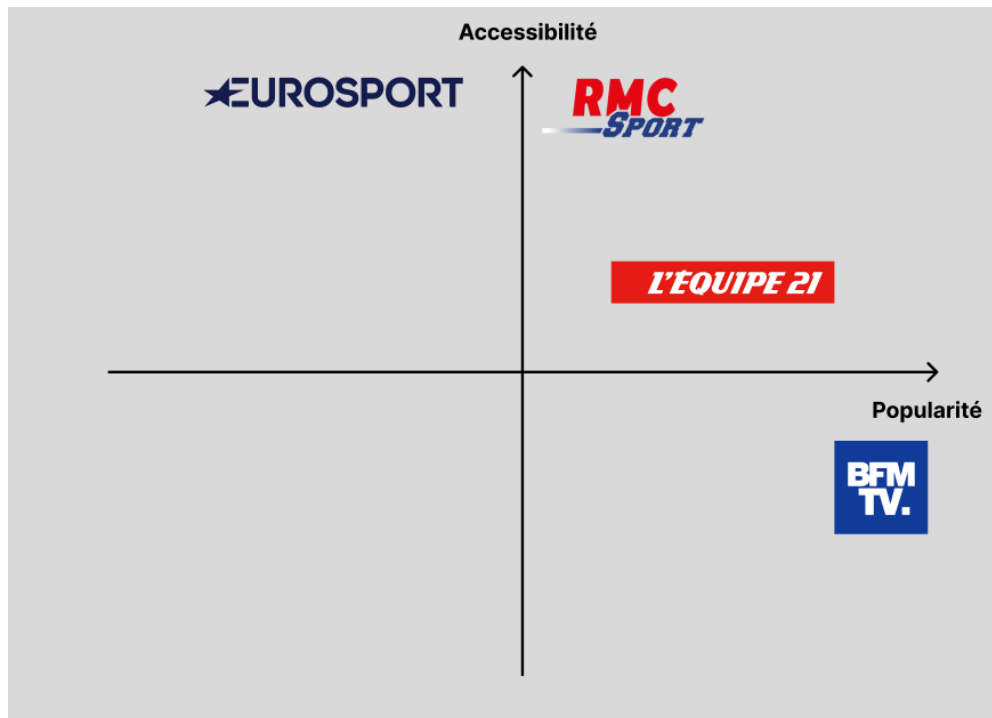 Accessibilité
EUROSPORT
RMC
SPORT
L'ÉQUIPE 21
Popularité
BFM
TV.